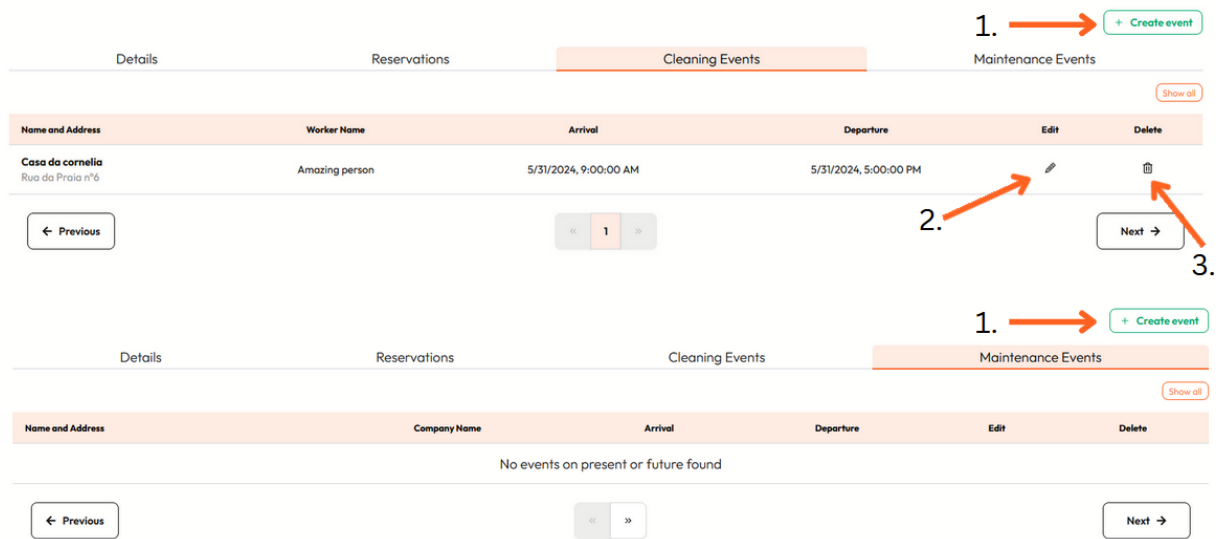 1.
+ Create event
Details Reservations Cleaning Events Maintenance Events
Show all
Name and Address Worker Name Arrival Departure Edit Delete
Casa da cornelia
Rua da Praia nº6
Amazing person 5/31/2024, 9:00:00 AM 5/31/2024, 5:00:00 PM
2.
← Previous « 1 » Next →
3.
1.
+ Create event
Details Reservations Cleaning Events Maintenance Events
Show all
Name and Address Company Name Arrival Departure Edit Delete
No events on present or future found
← Previous « » Next →